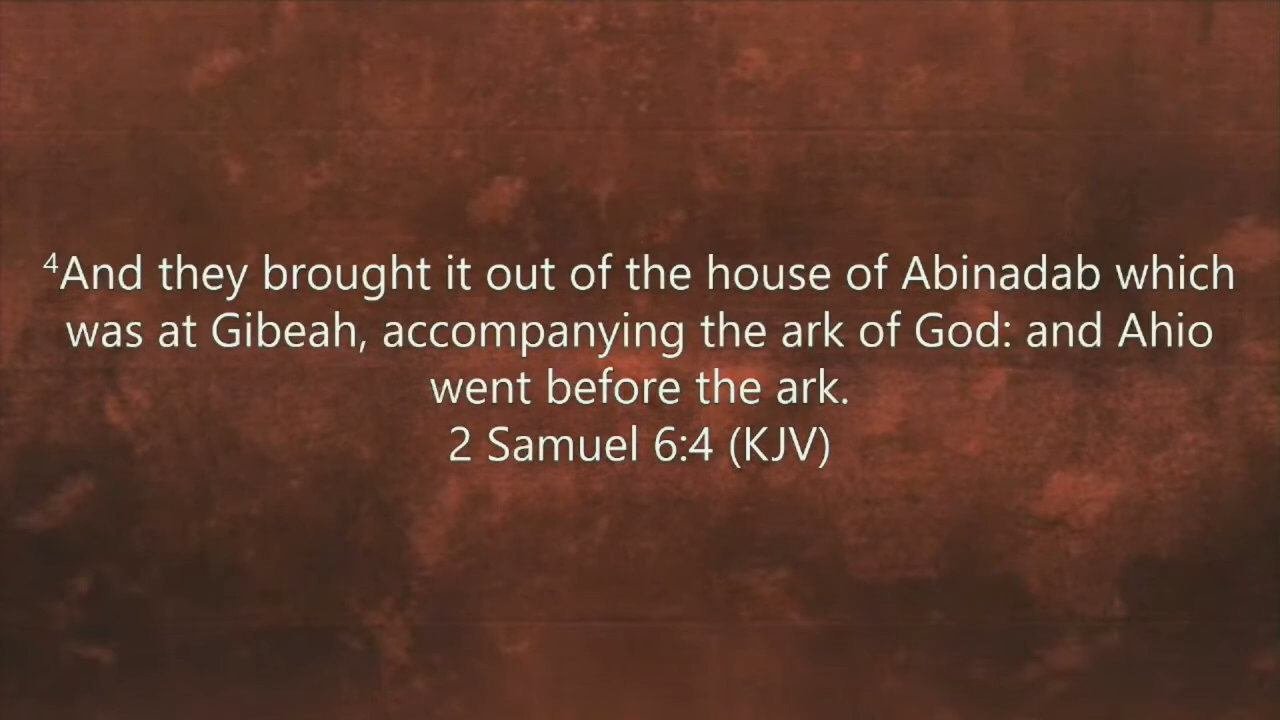 ⁴And they brought it out of the house of Abinadab which
was at Gibeah, accompanying the ark of God: and Ahio
went before the ark.
2 Samuel 6:4 (KJV)